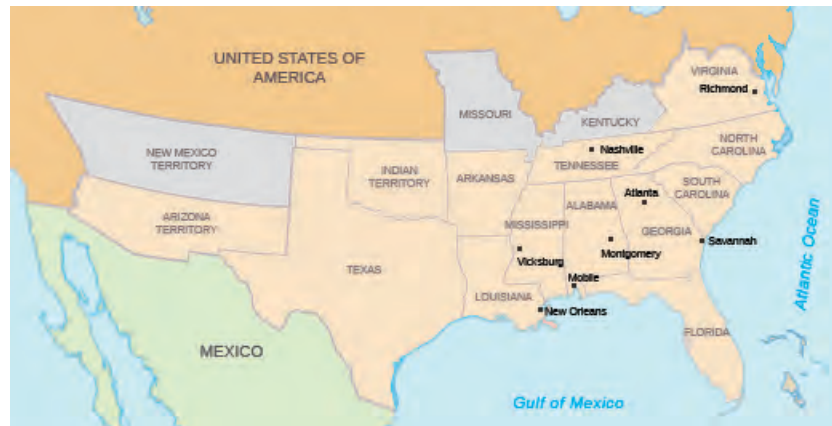 UNITED STATES OF
AMERICA
VIRGINIA
Richmond
MISSOURI
KENTUCKY
NEW MEXICO
TERRITORY
Nashville
NORTH
CAROLINA
TENNESSEE
INDIAN
TERRITORY
ARKANSAS
SOUTH
CAROLINA
Atlanta
ALABAMA
ARIZONA
TERRITORY
MISSISSIPPI
GEORGIA
Savannah
Montgomery
Vicksburg
TEXAS
Mobile
LOUISIANA
New Orleans
FLORIDA
MEXICO
Gulf of Mexico
Atlantic Ocean